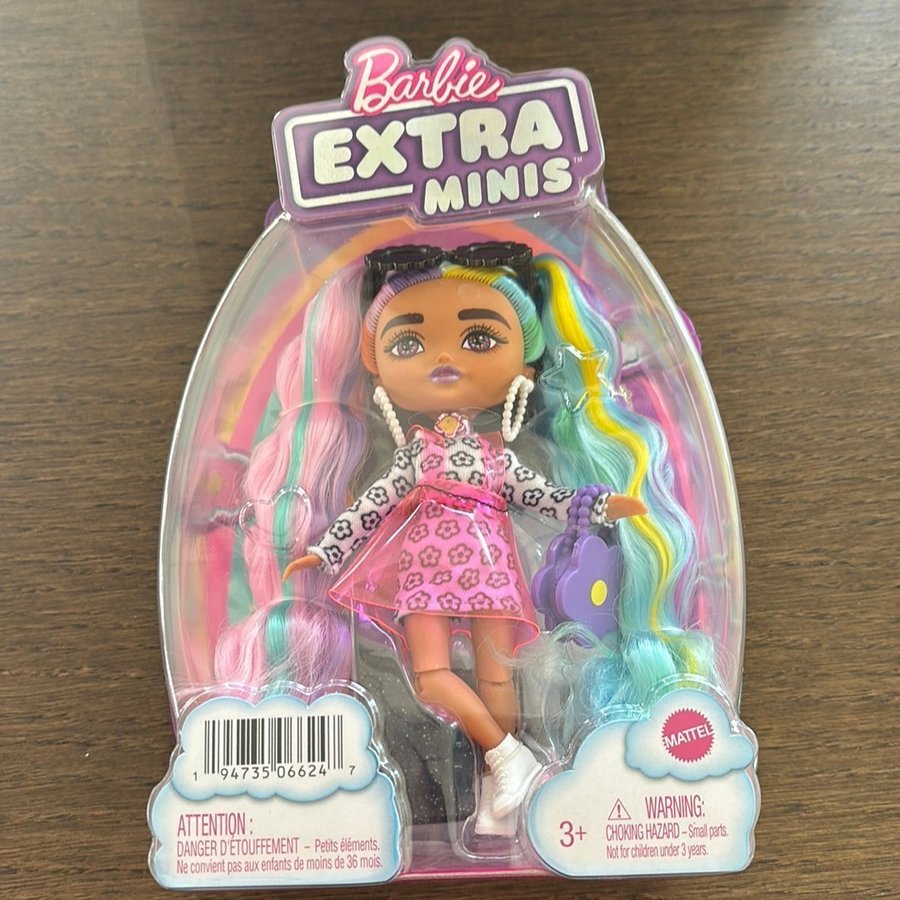 Barbie
EXTRA
MINIS™
1 94735 06624 7
ATTENTION :
DANGER D'ÉTOUFFEMENT – Petits éléments.
Ne convient pas aux enfants de moins de 36 mois.
MATTEL
3+
WARNING:
CHOKING HAZARD – Small parts.
Not for children under 3 years.